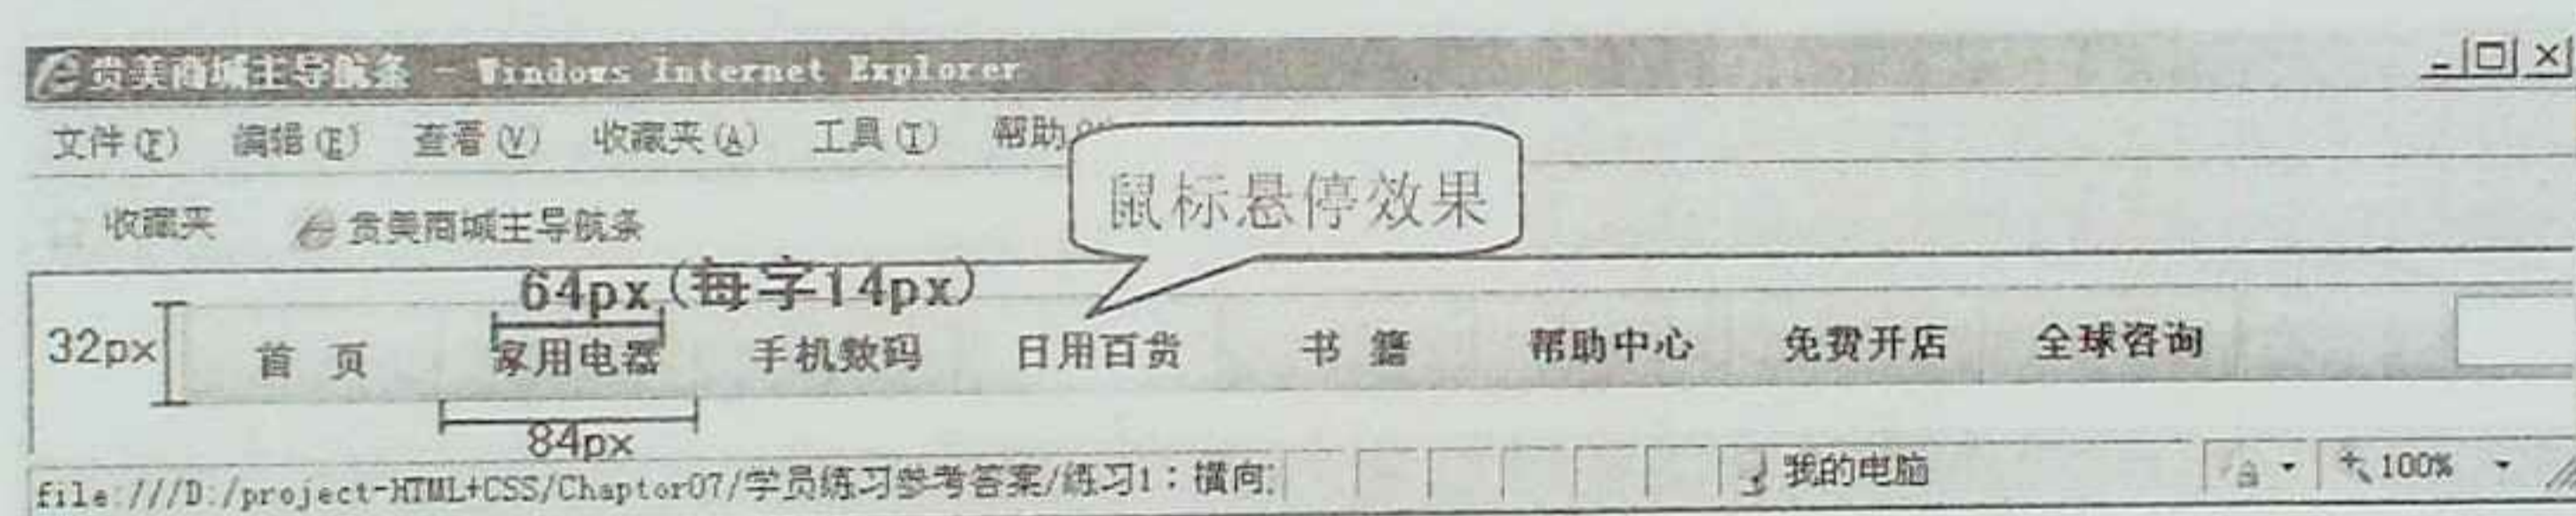 贵美商城主导航条 - Windows Internet Explorer
文件(F) 编辑(E) 查看(V) 收藏夹(A) 工具(T) 帮助
鼠标悬停效果
收藏夹 贵美商城主导航条
64px(每字14px)
32px
首 页 家用电器 手机数码 日用百货 书 籍 帮助中心 免费开店 全球咨询
84px
file:///D:/project-HTML+CSS/Chaptor07/学员练习参考答案/练习1：横向 我的电脑 100%